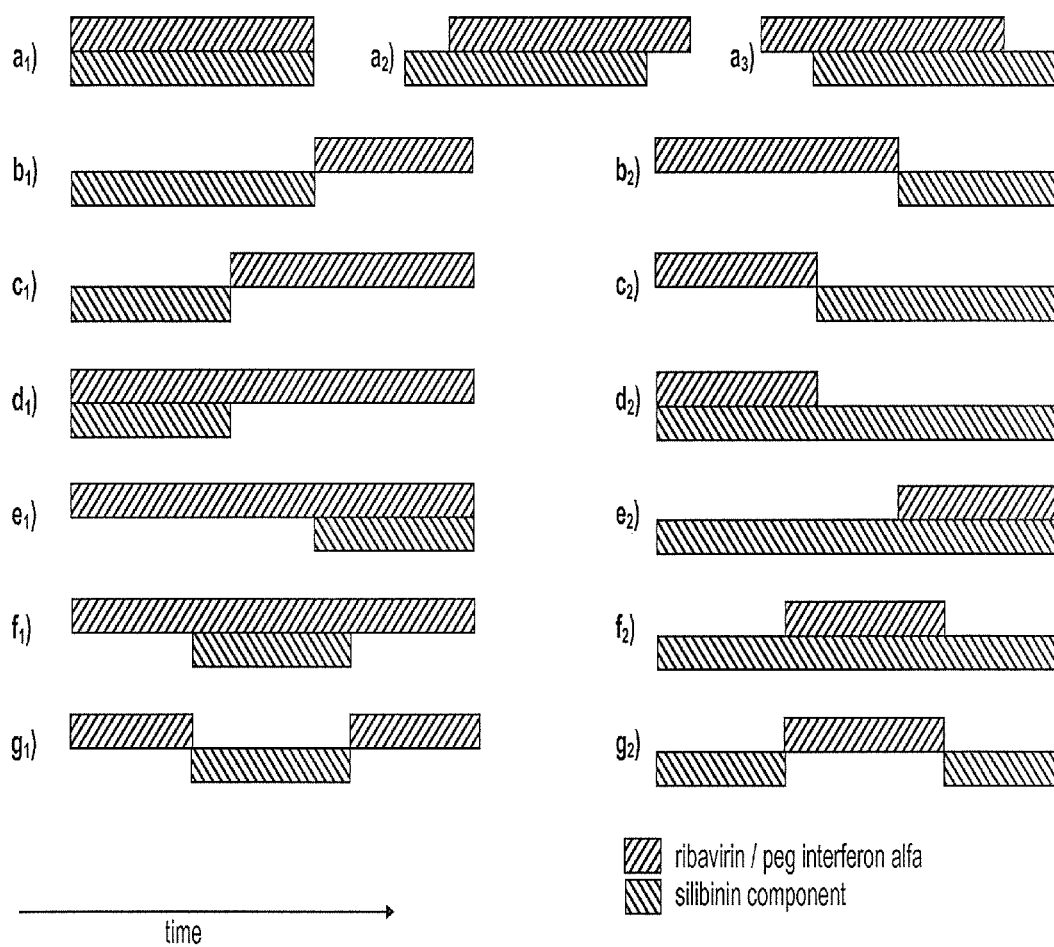 a₁) a₂) a₃)
b₁) b₂)
c₁) c₂)
d₁) d₂)
e₁) e₂)
f₁) f₂)
g₁) g₂)
ribavirin / peg interferon alfa
silibinin component
time